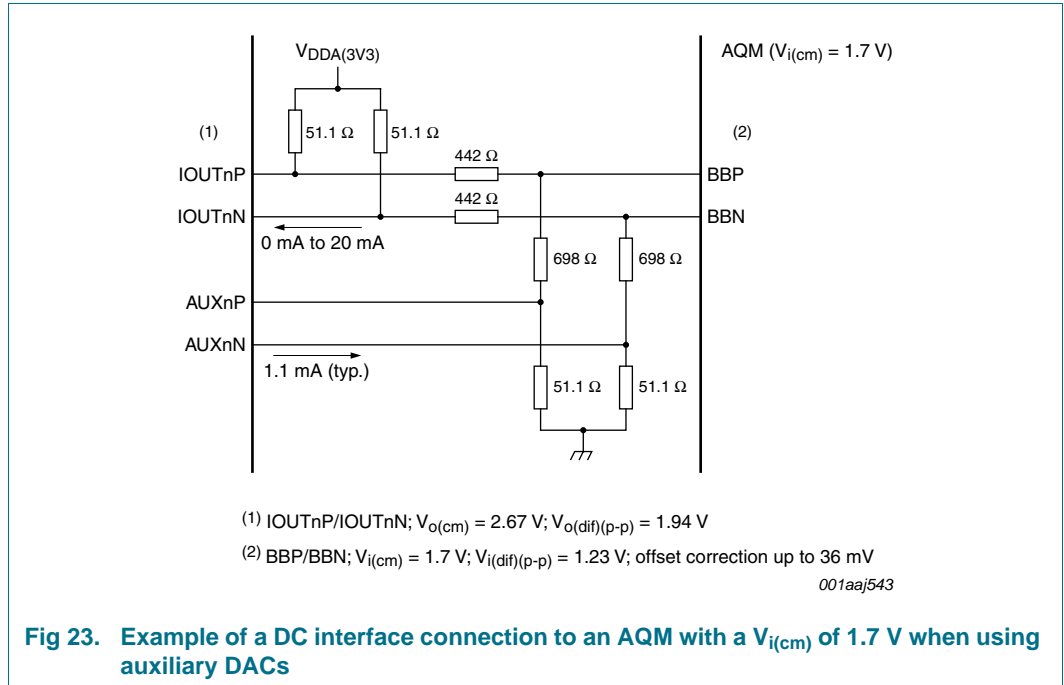 VDDA(3V3)
AQM (Vi(cm) = 1.7 V)
51.1 Ω
51.1 Ω
(1)
(2)
442 Ω
IOUTnP
BBP
442 Ω
IOUTnN
BBN
0 mA to 20 mA
698 Ω
698 Ω
AUXnP
AUXnN
1.1 mA (typ.)
51.1 Ω
51.1 Ω
(1) IOUTnP/IOUTnN; Vo(cm) = 2.67 V; Vo(dif)(p-p) = 1.94 V
(2) BBP/BBN; Vi(cm) = 1.7 V; Vi(dif)(p-p) = 1.23 V; offset correction up to 36 mV
001aaj543
Fig 23. Example of a DC interface connection to an AQM with a Vi(cm) of 1.7 V when using
auxiliary DACs